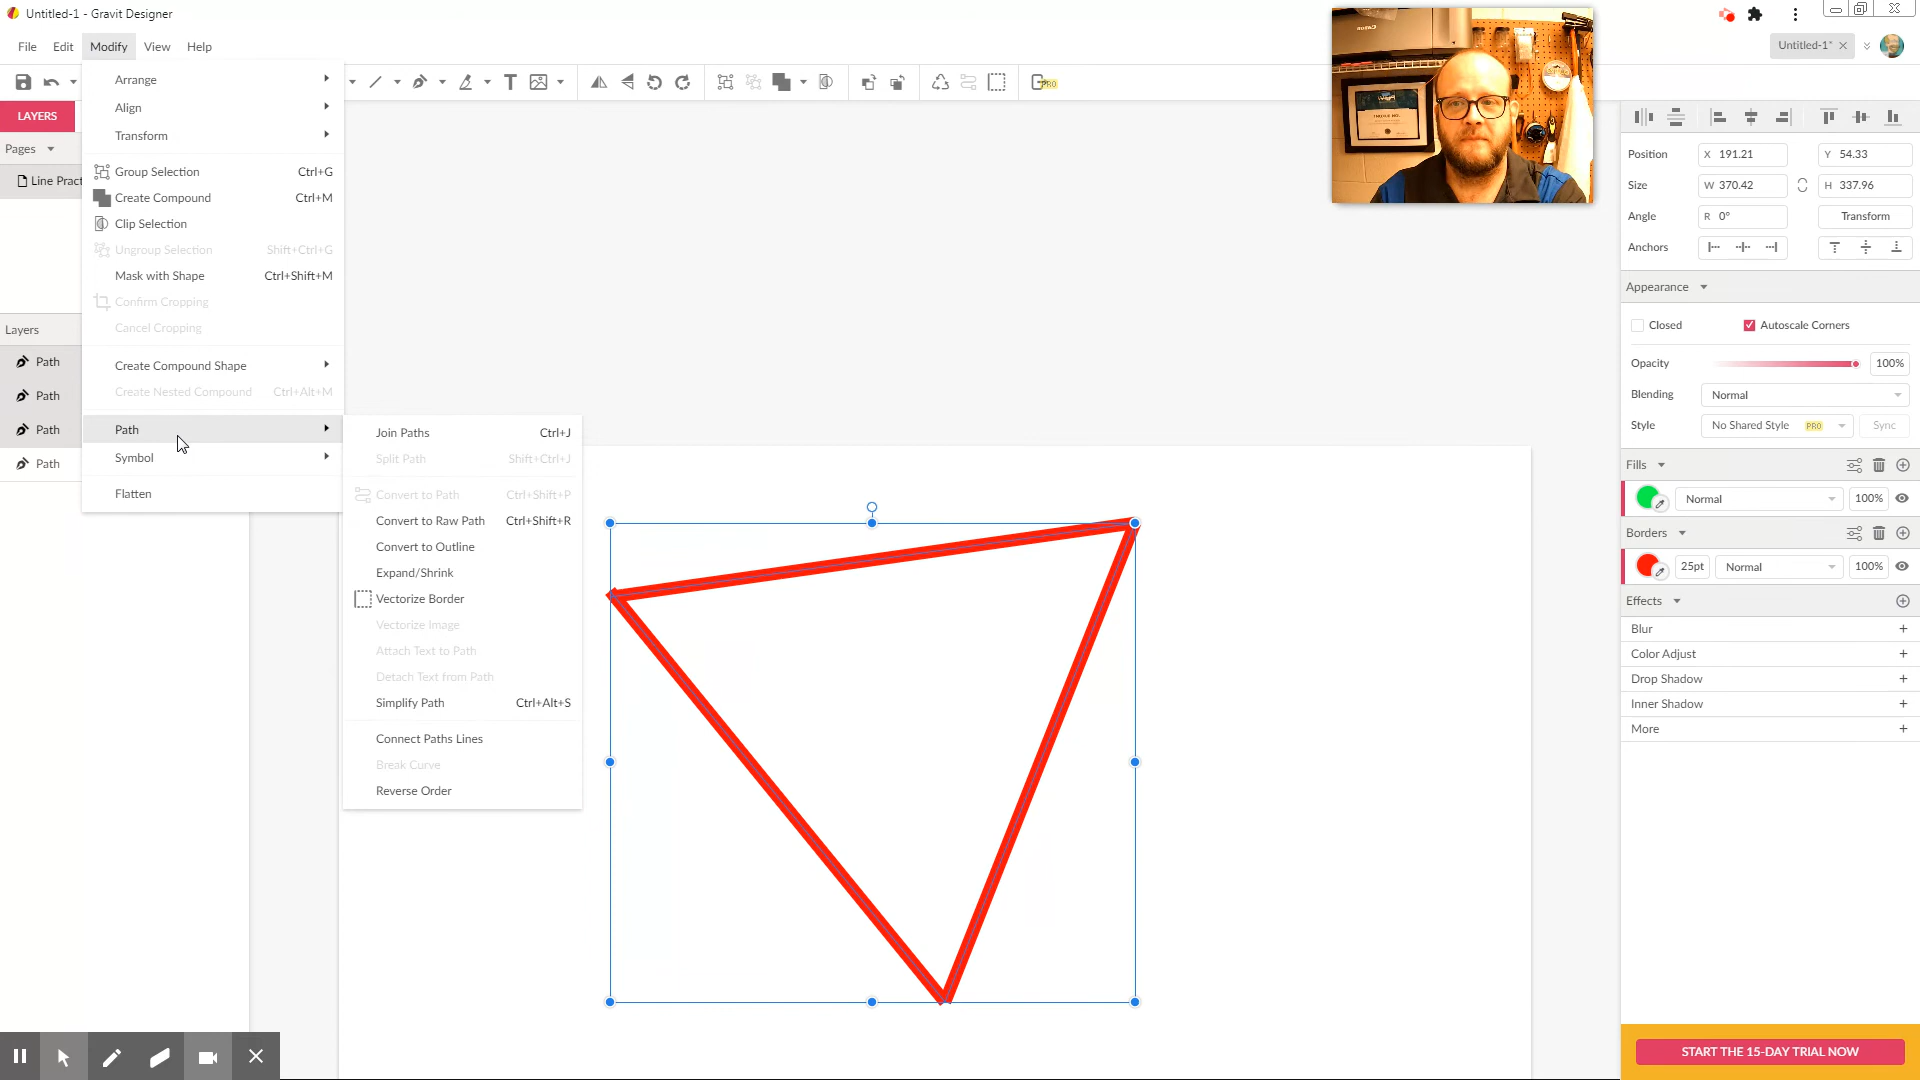 Untitled-1 - Gravit Designer
File Edit Modify View Help
Untitled-1*
PRO
LAYERS
Pages
Line Pract
Layers
Path
Path
Path
Path
Arrange
Align
Transform
Group Selection Ctrl+G
Create Compound Ctrl+M
Clip Selection
Ungroup Selection Shift+Ctrl+G
Mask with Shape Ctrl+Shift+M
Confirm Cropping
Cancel Cropping
Create Compound Shape
Create Nested Compound Ctrl+Alt+M
Path
Symbol
Flatten
Join Paths Ctrl+J
Split Path Shift+Ctrl+J
Convert to Path Ctrl+Shift+P
Convert to Raw Path Ctrl+Shift+R
Convert to Outline
Expand/Shrink
Vectorize Border
Vectorize Image
Attach Text to Path
Detach Text from Path
Simplify Path Ctrl+Alt+S
Connect Paths Lines
Break Curve
Reverse Order
Position X 191.21 Y 54.33
Size W 370.42 H 337.96
Angle R 0° Transform
Anchors
Appearance
Closed Autoscale Corners
Opacity 100%
Blending Normal
Style No Shared Style PRO Sync
Fills
Normal 100%
Borders
25pt Normal 100%
Effects
Blur +
Color Adjust +
Drop Shadow +
Inner Shadow +
More +
START THE 15-DAY TRIAL NOW